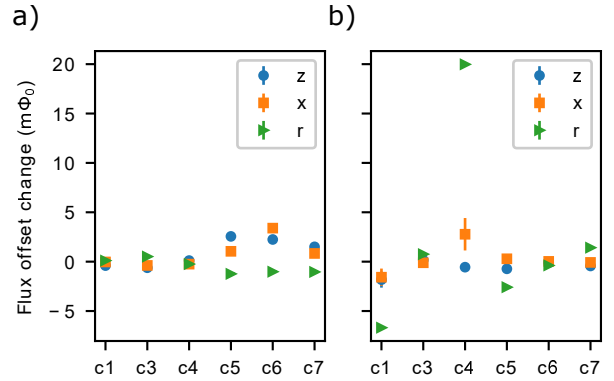 a)
b)
Flux offset change (mΦ₀)
20
15
10
5
0
−5
z
x
r
z
x
r
c1 c3 c4 c5 c6 c7
c1 c3 c4 c5 c6 c7